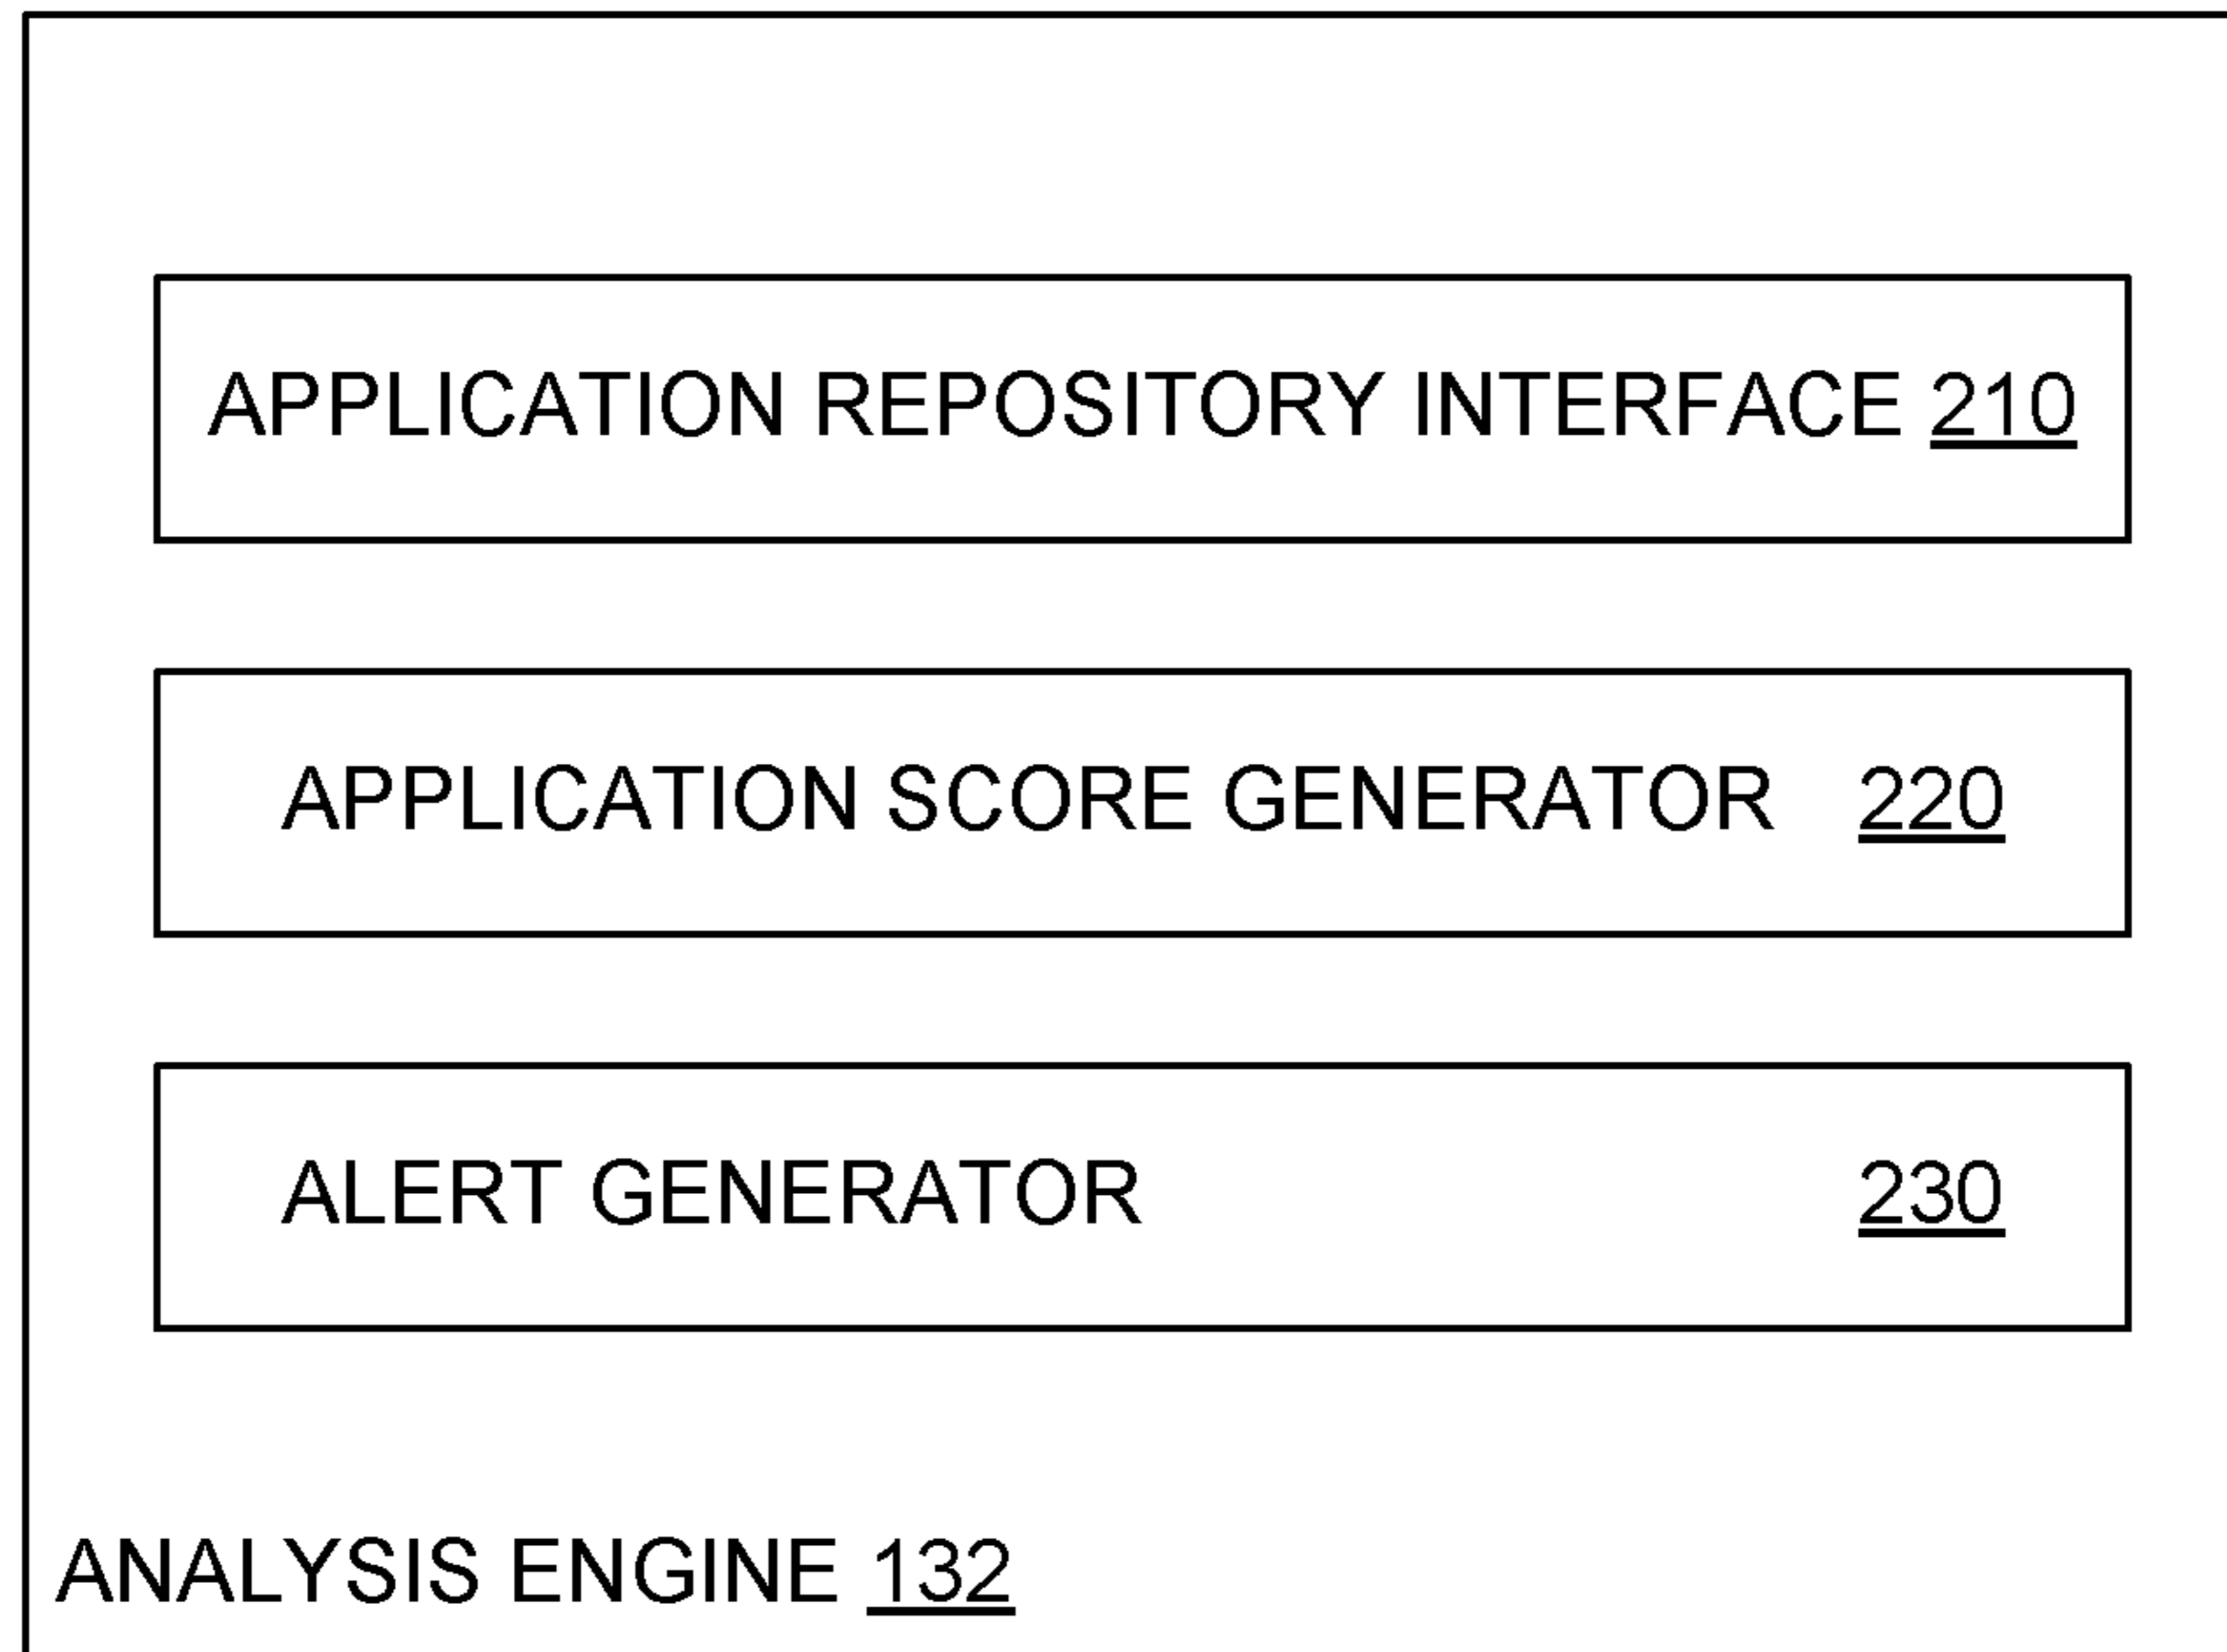 APPLICATION REPOSITORY INTERFACE 210
APPLICATION SCORE GENERATOR 220
ALERT GENERATOR 230
ANALYSIS ENGINE 132